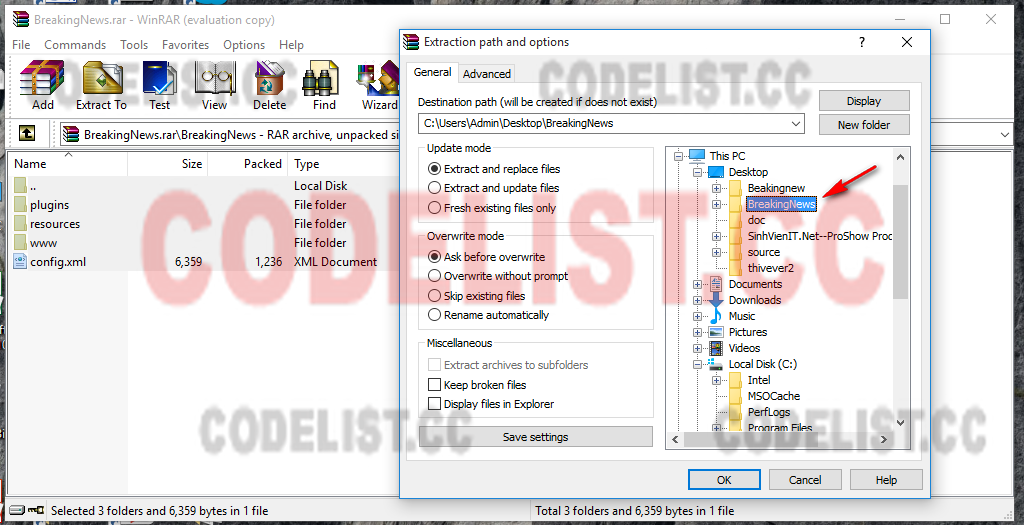 BreakingNews.rar - WinRAR (evaluation copy)
File Commands Tools Favorites Options Help
Add Extract To Test View Delete Find Wizard
BreakingNews.rar\BreakingNews - RAR archive, unpacked si
Name Size Packed Type
.. Local Disk
plugins File folder
resources File folder
www File folder
config.xml 6,359 1,236 XML Document
Selected 3 folders and 6,359 bytes in 1 file
Total 3 folders and 6,359 bytes in 1 file
Extraction path and options
General Advanced
Destination path (will be created if does not exist)
C:\Users\Admin\Desktop\BreakingNews
Display
New folder
Update mode
Extract and replace files
Extract and update files
Fresh existing files only
Overwrite mode
Ask before overwrite
Overwrite without prompt
Skip existing files
Rename automatically
Miscellaneous
Extract archives to subfolders
Keep broken files
Display files in Explorer
Save settings
This PC
Desktop
Beakingnew
BreakingNews
doc
SinhVienIT.Net--ProShow Proc
source
thivever2
Documents
Downloads
Music
Pictures
Videos
Local Disk (C:)
Intel
MSOCache
PerfLogs
Program Files
OK Cancel Help
CODELIST.CC
CODELIST.CC
CODELIST.CC
CODELIST.CC